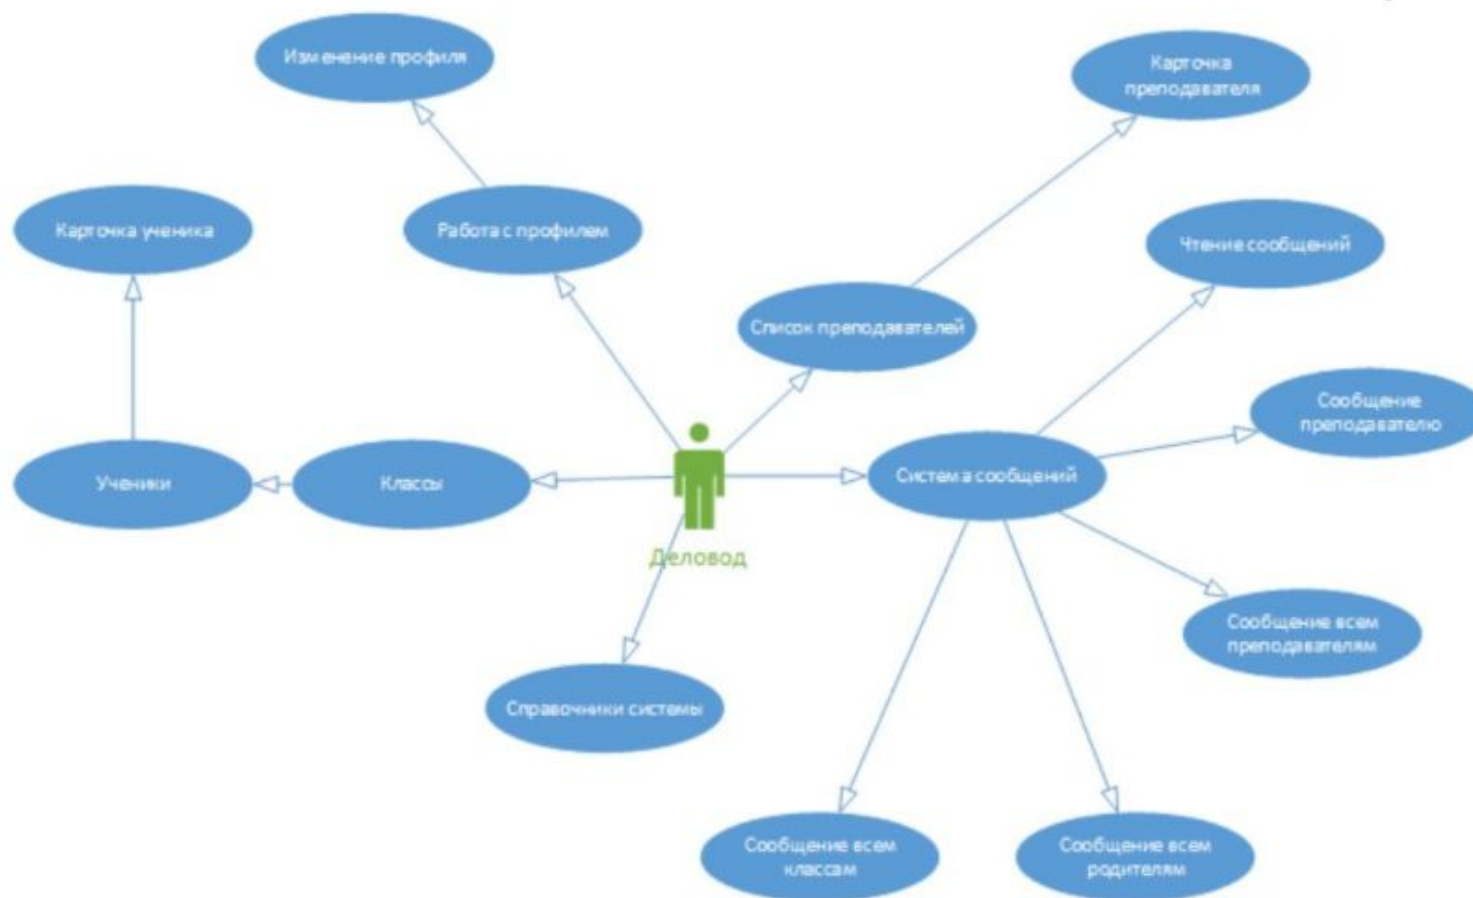 Изменение профиля
Карточка
преподавателя
Карточка ученика
Работа с профилем
Чтение сообщений
Список преподавателей
Сообщение
преподавателю
Ученики
Классы
Система сообщений
Деловод
Сообщение всем
преподавателям
Справочники системы
Сообщение всем
классам
Сообщение всем
родителям